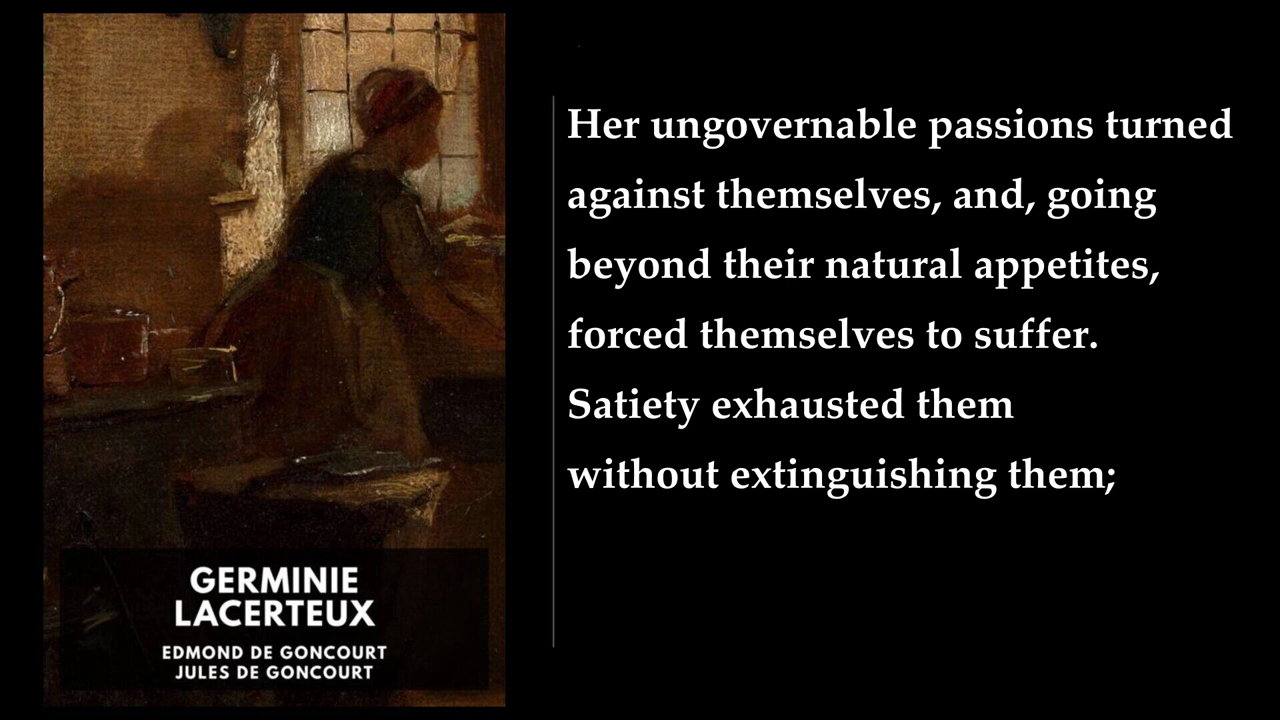 GERMINIE
LACERTEUX
EDMOND DE GONCOURT
JULES DE GONCOURT
Her ungovernable passions turned
against themselves, and, going
beyond their natural appetites,
forced themselves to suffer.
Satiety exhausted them
without extinguishing them;